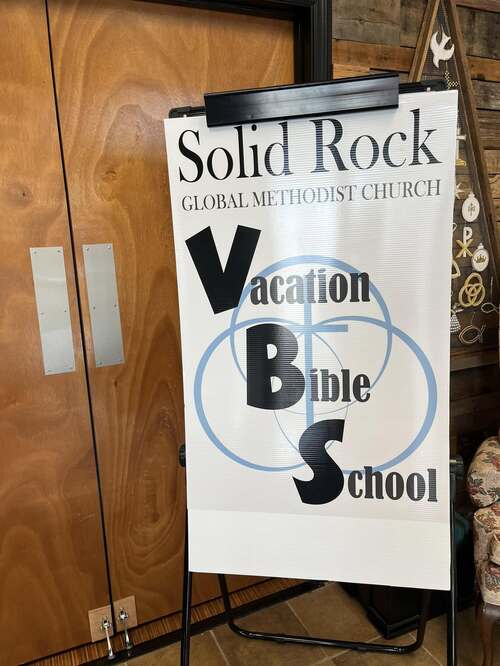 Solid Rock
GLOBAL METHODIST CHURCH
Vacation
Bible
School